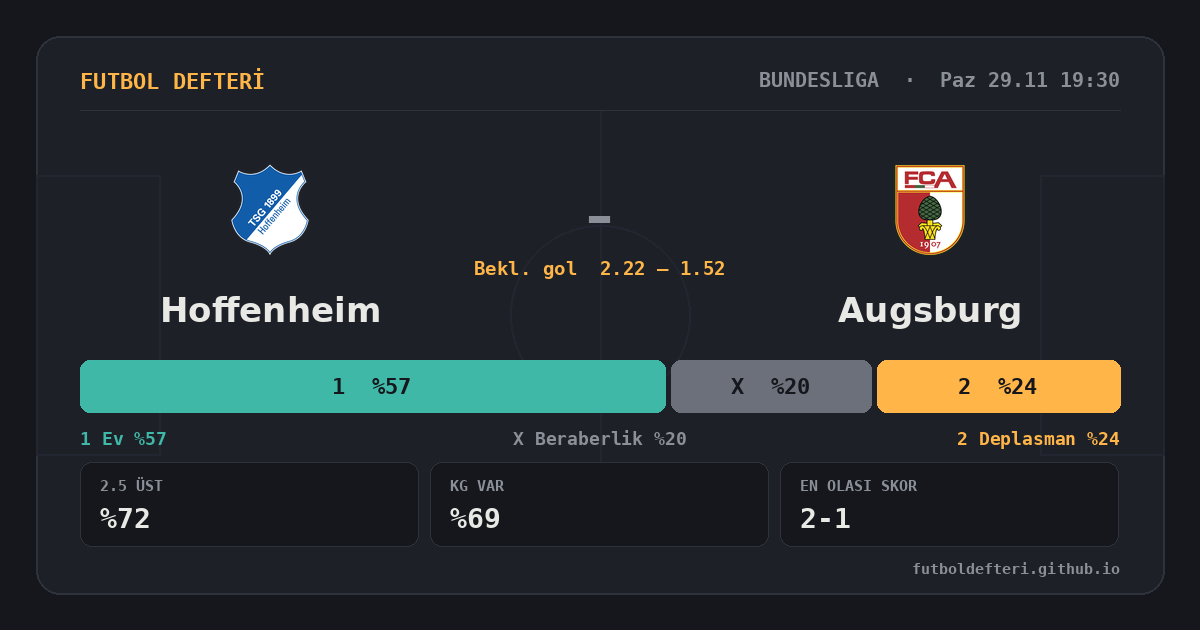 FUTBOL DEFTERİ
BUNDESLIGA · Paz 29.11 19:30
TSG 1899
Hoffenheim
FCA
1907
–
Bekl. gol 2.22 — 1.52
Hoffenheim
Augsburg
1 %57
X %20
2 %24
1 Ev %57
X Beraberlik %20
2 Deplasman %24
2.5 ÜST
%72
KG VAR
%69
EN OLASI SKOR
2-1
futboldefteri.github.io